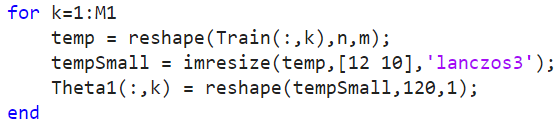 for k=1:M1
    temp = reshape(Train(:,k),n,m);
    tempSmall = imresize(temp,[12 10],'lanczos3');
    Theta1(:,k) = reshape(tempSmall,120,1);
end